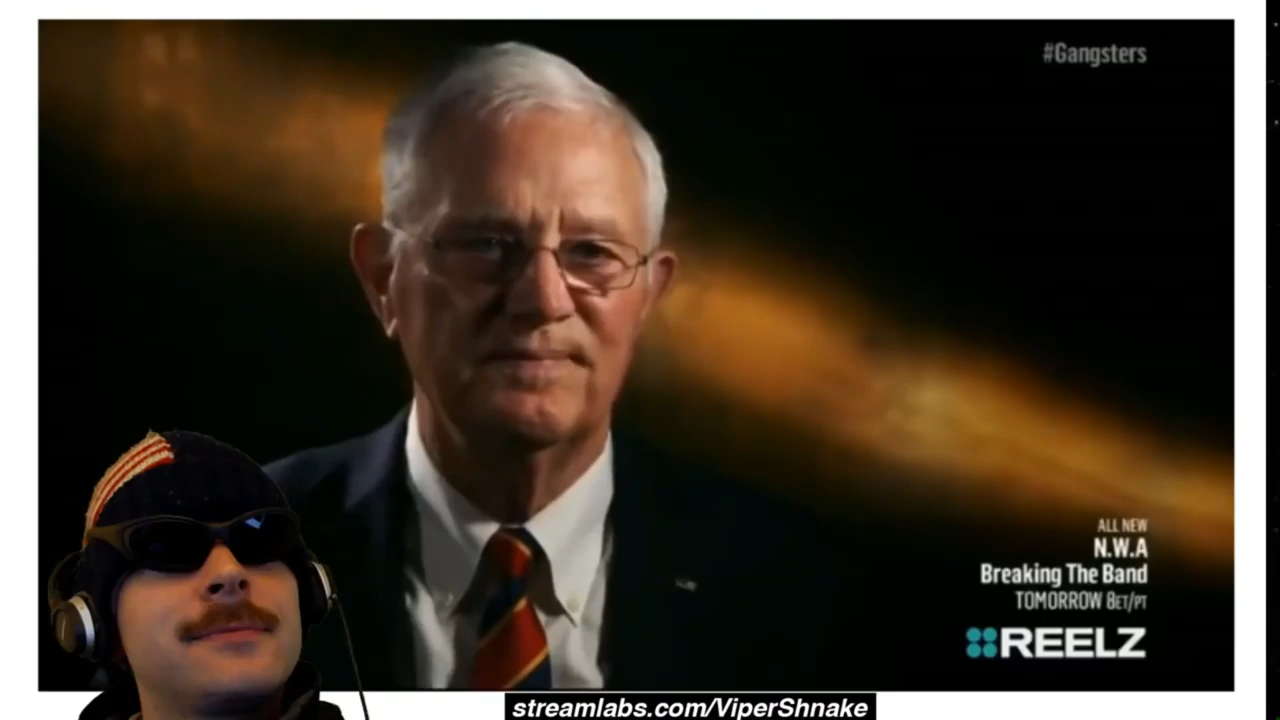 #Gangsters
ALL NEW
N.W.A
Breaking The Band
TOMORROW 8ET/PT
REELZ
streamlabs.com/ViperShnake